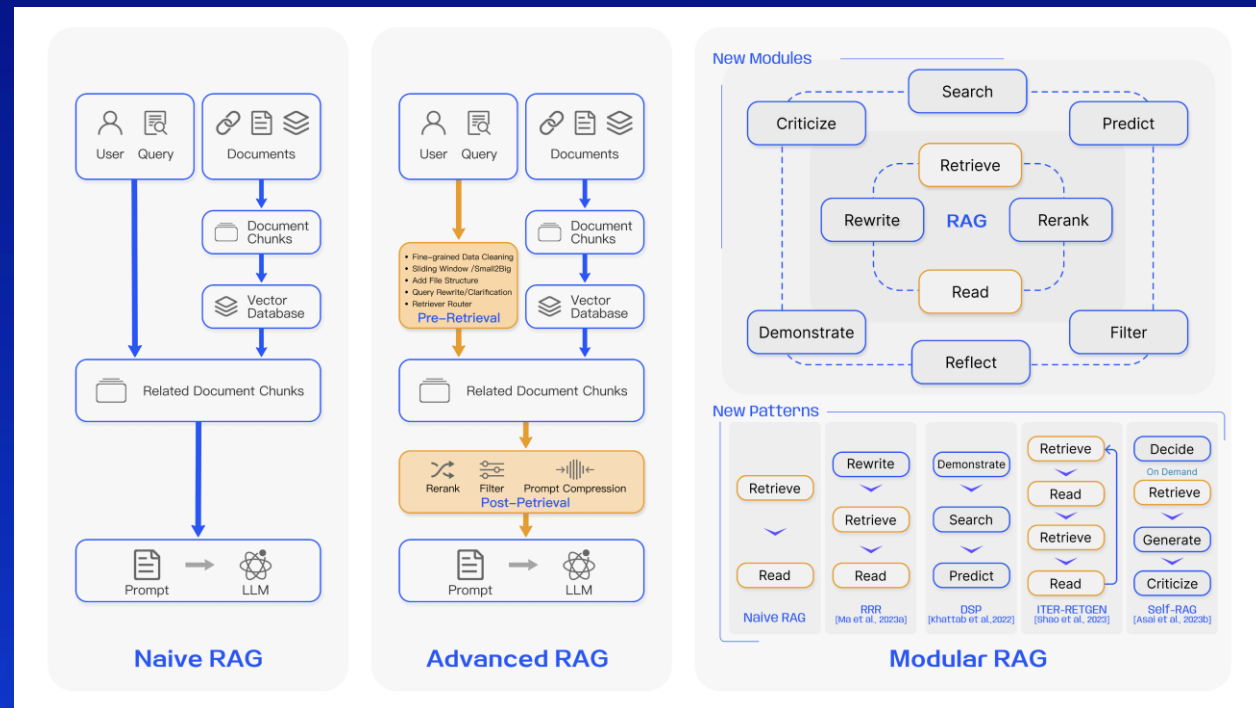 User Query
Documents
Document
Chunks
Vector
Database
Related Document Chunks
Prompt
LLM
Naive RAG
User Query
Documents
• Fine-grained Data Cleaning
• Sliding Window /Small2Big
• Add File Structure
• Query Rewrite/Clarification
• Retriever Router
Pre-Retrieval
Document
Chunks
Vector
Database
Related Document Chunks
Rerank Filter Prompt Compression
Post-Petrieval
Prompt
LLM
Advanced RAG
New Modules
Search
Criticize
Predict
Retrieve
Rewrite
RAG
Rerank
Read
Demonstrate
Filter
Reflect
New Patterns
Retrieve
Read
Naive RAG
Rewrite
Retrieve
Read
RRR
[Ma et al., 2023a]
Demonstrate
Search
Predict
DSP
[Khattab et al.,2022]
Retrieve
Read
Retrieve
Read
ITER-RETGEN
[Shao et al., 2023]
Decide
On Demand
Retrieve
Generate
Criticize
Self-RAG
[Asai et al., 2023b]
Modular RAG